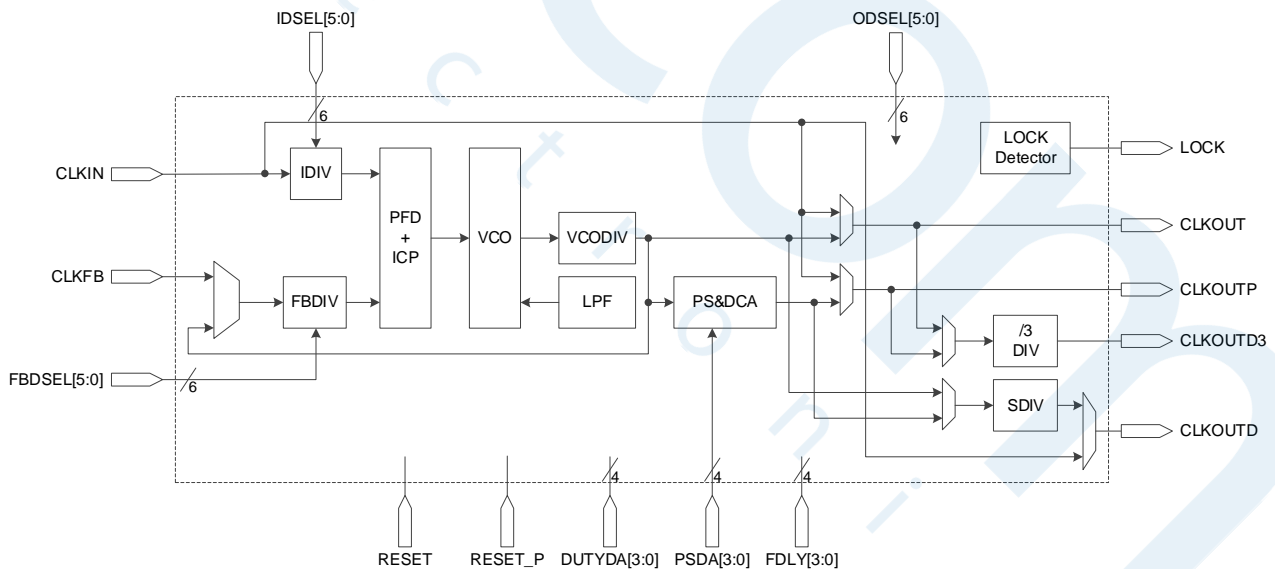 IDSEL[5:0]
ODSEL[5:0]
6
6
LOCK
Detector
LOCK
CLKIN
IDIV
PFD
+
ICP
VCO
VCODIV
CLKOUT
CLKFB
FBDIV
LPF
PS&DCA
CLKOUTP
/3
DIV
CLKOUTD3
FBDSEL[5:0]
6
SDIV
CLKOUTD
4
4
4
RESET
RESET_P
DUTYDA[3:0]
PSDA[3:0]
FDLY[3:0]